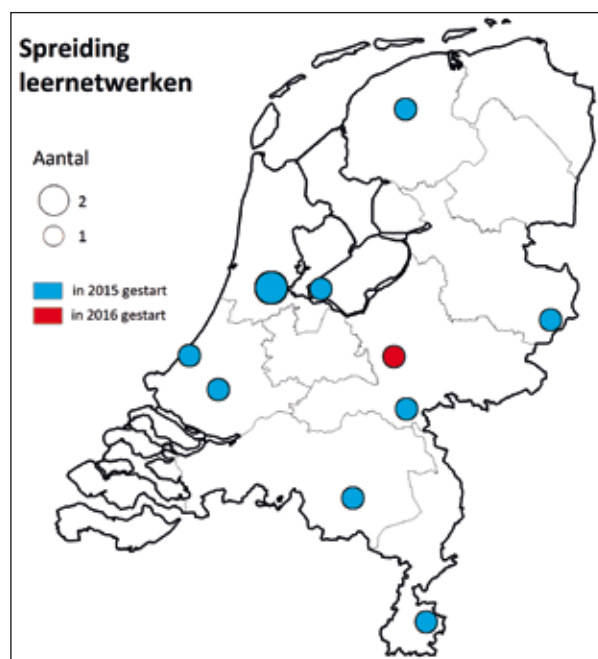 Spreiding
leernetwerken
Aantal
2
1
in 2015 gestart
in 2016 gestart